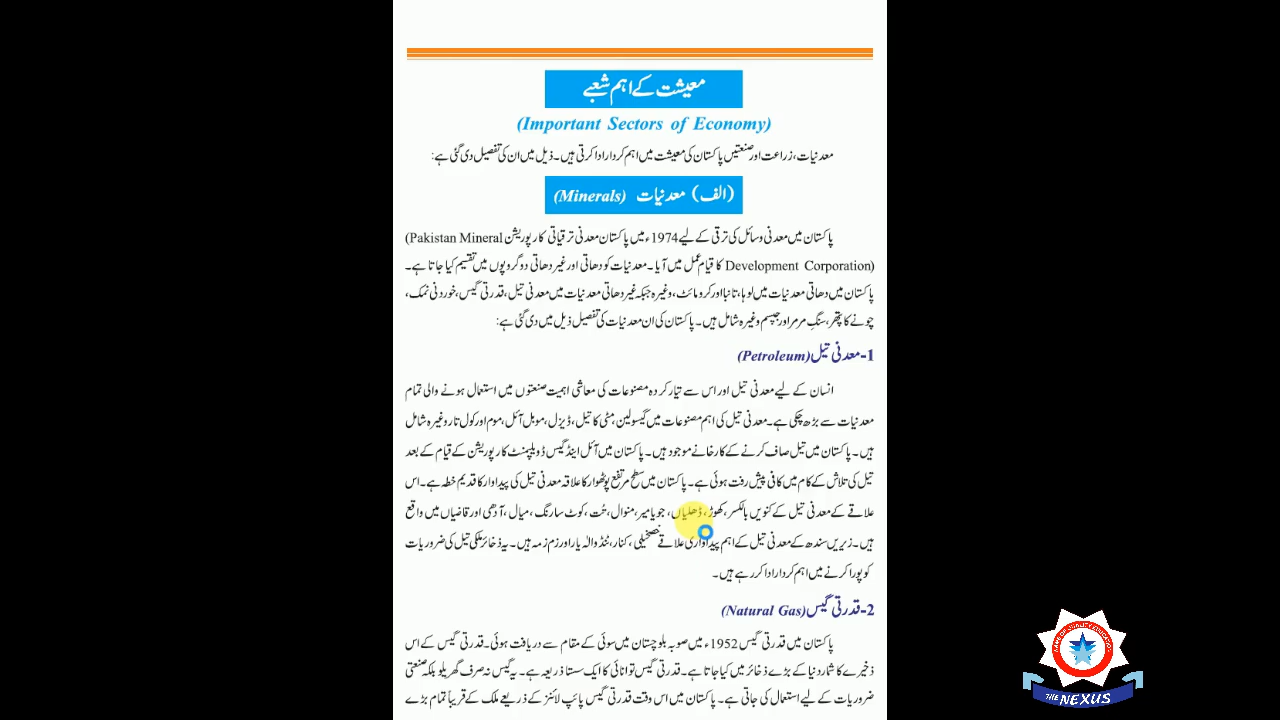 معیشت کے اہم شعبے
(Important Sectors of Economy)
معدنیات، زراعت اور صنعتیں پاکستان کی معیشت میں اہم کردار ادا کرتی ہیں۔ ذیل میں ان کی تفصیل دی گئی ہے:
(الف) معدنیات (Minerals)
پاکستان میں معدنی وسائل کی ترقی کے لیے 1974ء میں پاکستان معدنی ترقیاتی کارپوریشن (Pakistan Mineral
Development Corporation) کا قیام عمل میں آیا۔ معدنیات کو دھاتی اور غیر دھاتی دو گروپوں میں تقسیم کیا جاتا ہے۔
پاکستان میں دھاتی معدنیات میں لوہا، تانبا اور کرومائٹ، وغیرہ جبکہ غیر دھاتی معدنیات میں معدنی تیل، قدرتی گیس، خوردنی نمک،
چونے کا پتھر، سنگِ مرمر اور جپسم وغیرہ شامل ہیں۔ پاکستان کی ان معدنیات کی تفصیل ذیل میں دی گئی ہے:
1- معدنی تیل (Petroleum)
انسان کے لیے معدنی تیل اور اس سے تیار کردہ مصنوعات کی معاشی اہمیت صنعتوں میں استعمال ہونے والی تمام
معدنیات سے بڑھ چکی ہے۔ معدنی تیل کی اہم مصنوعات میں گیسولین، مٹی کا تیل، ڈیزل، موبل آئل، موم اور کول تار وغیرہ شامل
ہیں۔ پاکستان میں تیل صاف کرنے کے کارخانے موجود ہیں۔ پاکستان میں آئل اینڈ گیس ڈویلپمنٹ کارپوریشن کے قیام کے بعد
تیل کی تلاش کے کام میں کافی پیش رفت ہوئی ہے۔ پاکستان میں سطح مرتفع پوٹھوار کا علاقہ معدنی تیل کی پیداوار کا قدیم خطہ ہے۔ اس
علاقے کے معدنی تیل کے کنویں بالکسر، کھوڑ، ڈھلیاں، جویا میر، منوال، تُت، کوٹ سارنگ، میال، آدھی اور قاضیاں میں واقع
ہیں۔ زیریں سندھ کے معدنی تیل کے اہم پیداواری علاقے خصخیلی، کنار، ٹنڈوالہ یار اور زم زمہ ہیں۔ یہ ذخائر ملکی تیل کی ضروریات
کو پورا کرنے میں اہم کردار ادا کر رہے ہیں۔
2- قدرتی گیس (Natural Gas)
پاکستان میں قدرتی گیس 1952ء میں صوبہ بلوچستان میں سوئی کے مقام سے دریافت ہوئی۔ قدرتی گیس کے اس
ذخیرے کا شمار دنیا کے بڑے ذخائر میں کیا جاتا ہے۔ قدرتی گیس توانائی کا ایک سستا ذریعہ ہے۔ یہ گیس نہ صرف گھریلو بلکہ صنعتی
ضروریات کے لیے استعمال کی جاتی ہے۔ پاکستان میں اس وقت قدرتی گیس پائپ لائنز کے ذریعے ملک کے قریباً تمام بڑے
THE NEXUS